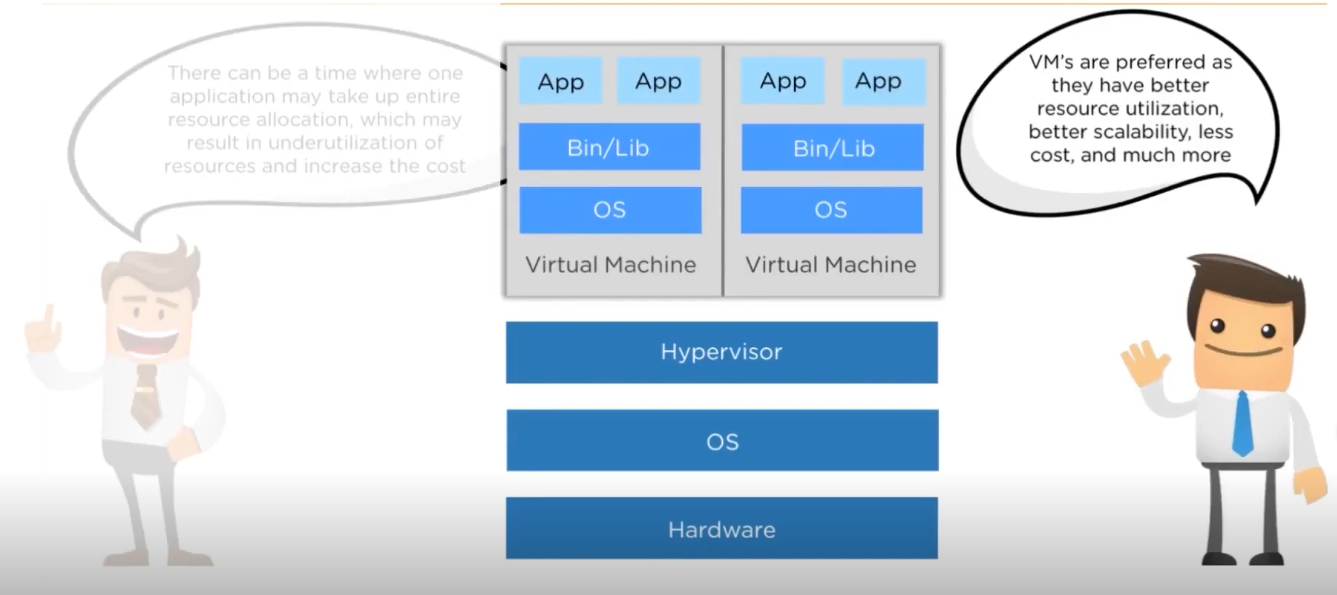 There can be a time where one
application may take up entire
resource allocation, which may
result in underutilization of
resources and increase the cost
App App App App
Bin/Lib Bin/Lib
OS OS
Virtual Machine Virtual Machine
VM's are preferred as
they have better
resource utilization,
better scalability, less
cost, and much more
Hypervisor
OS
Hardware